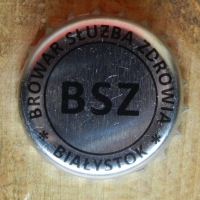 BROWAR SŁUŻBA ZDROWIA
BSZ
* BIAŁYSTOK *